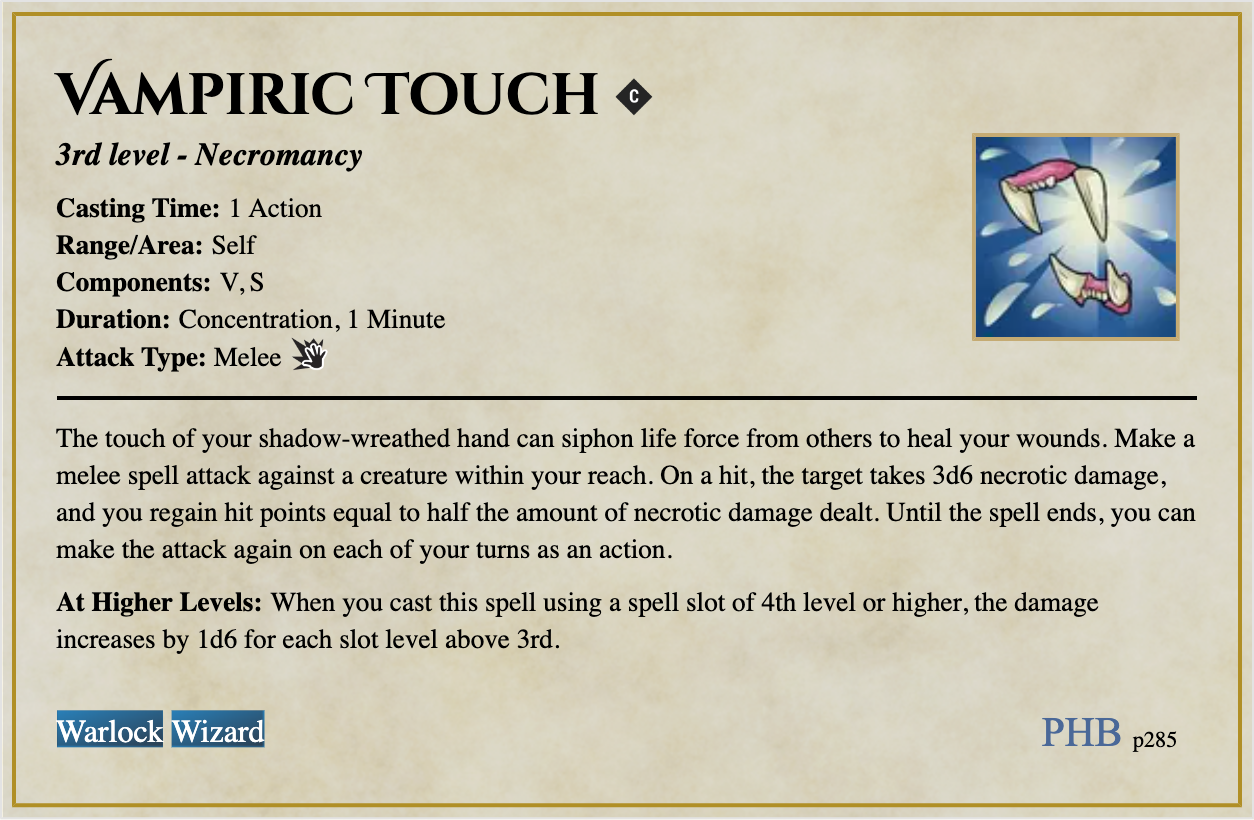 Vampiric Touch C
3rd level - Necromancy
Casting Time: 1 Action
Range/Area: Self
Components: V, S
Duration: Concentration, 1 Minute
Attack Type: Melee
The touch of your shadow-wreathed hand can siphon life force from others to heal your wounds. Make a
melee spell attack against a creature within your reach. On a hit, the target takes 3d6 necrotic damage,
and you regain hit points equal to half the amount of necrotic damage dealt. Until the spell ends, you can
make the attack again on each of your turns as an action.
At Higher Levels: When you cast this spell using a spell slot of 4th level or higher, the damage
increases by 1d6 for each slot level above 3rd.
Warlock Wizard PHB p285